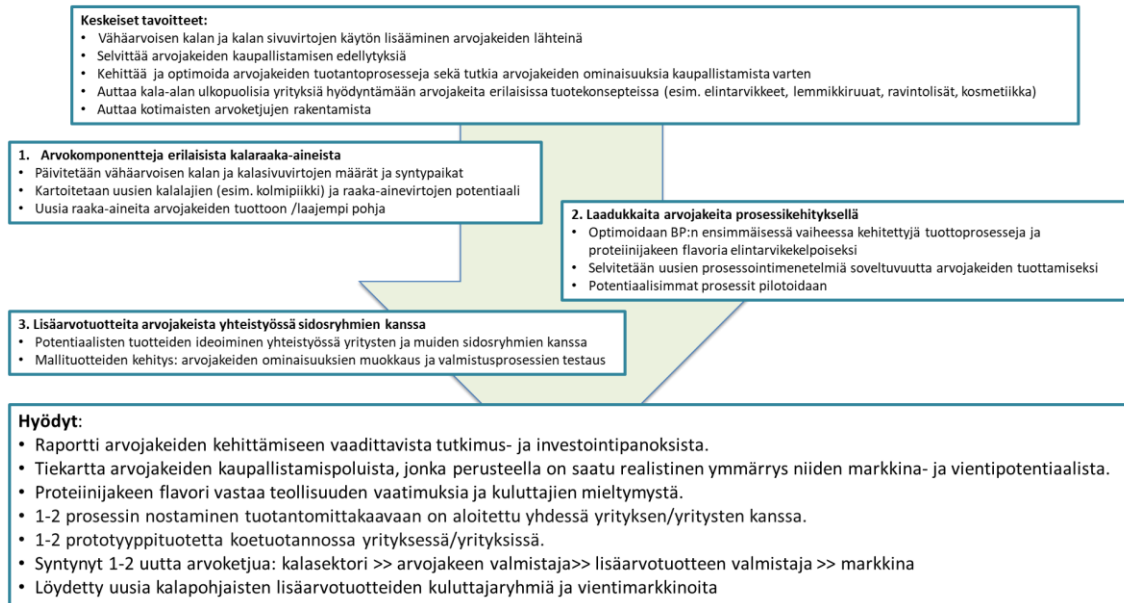 Keskeiset tavoitteet:
• Vähäarvoisen kalan ja kalan sivuvirtojen käytön lisääminen arvojakeiden lähteinä
• Selvittää arvojakeiden kaupallistamisen edellytyksiä
• Kehittää ja optimoida arvojakeiden tuotantoprosesseja sekä tutkia arvojakeiden ominaisuuksia kaupallistamista varten
• Auttaa kala-alan ulkopuolisia yrityksiä hyödyntämään arvojakeita erilaisissa tuotekonsepteissa (esim. elintarvikkeet, lemmikkiruuat, ravintolisät, kosmetiikka)
• Auttaa kotimaisten arvoketjujen rakentamista
1. Arvokomponentteja erilaisista kalaraaka-aineista
• Päivitetään vähäarvoisen kalan ja kalasivuvirtojen määrät ja syntypaikat
• Kartoitetaan uusien kalalajien (esim. kolmipiikki) ja raaka-ainevirtojen potentiaali
• Uusia raaka-aineita arvojakeiden tuottoon /laajempi pohja
2. Laadukkaita arvojakeita prosessikehityksellä
• Optimoidaan BP:n ensimmäisessä vaiheessa kehitettyjä tuottoprosesseja ja
proteiinijakeen flavoria elintarvikekelpoiseksi
• Selvitetään uusien prosessointimenetelmiä soveltuvuutta arvojakeiden tuottamiseksi
• Potentiaalisimmat prosessit pilotoidaan
3. Lisäarvotuotteita arvojakeista yhteistyössä sidosryhmien kanssa
• Potentiaalisten tuotteiden ideoiminen yhteistyössä yritysten ja muiden sidosryhmien kanssa
• Mallituotteiden kehitys: arvojakeiden ominaisuuksien muokkaus ja valmistusprosessien testaus
Hyödyt:
• Raportti arvojakeiden kehittämiseen vaadittavista tutkimus- ja investointipanoksista.
• Tiekartta arvojakeiden kaupallistamispoluista, jonka perusteella on saatu realistinen ymmärrys niiden markkina- ja vientipotentiaalista.
• Proteiinijakeen flavori vastaa teollisuuden vaatimuksia ja kuluttajien mieltymystä.
• 1-2 prosessin nostaminen tuotantomittakaavaan on aloitettu yhdessä yrityksen/yritysten kanssa.
• 1-2 prototyyppituotetta koetuotannossa yrityksessä/yrityksissä.
• Syntynyt 1-2 uutta arvoketjua: kalasektori >> arvojakeen valmistaja>> lisäarvotuotteen valmistaja >> markkina
• Löydetty uusia kalapohjaisten lisäarvotuotteiden kuluttajaryhmiä ja vientimarkkinoita